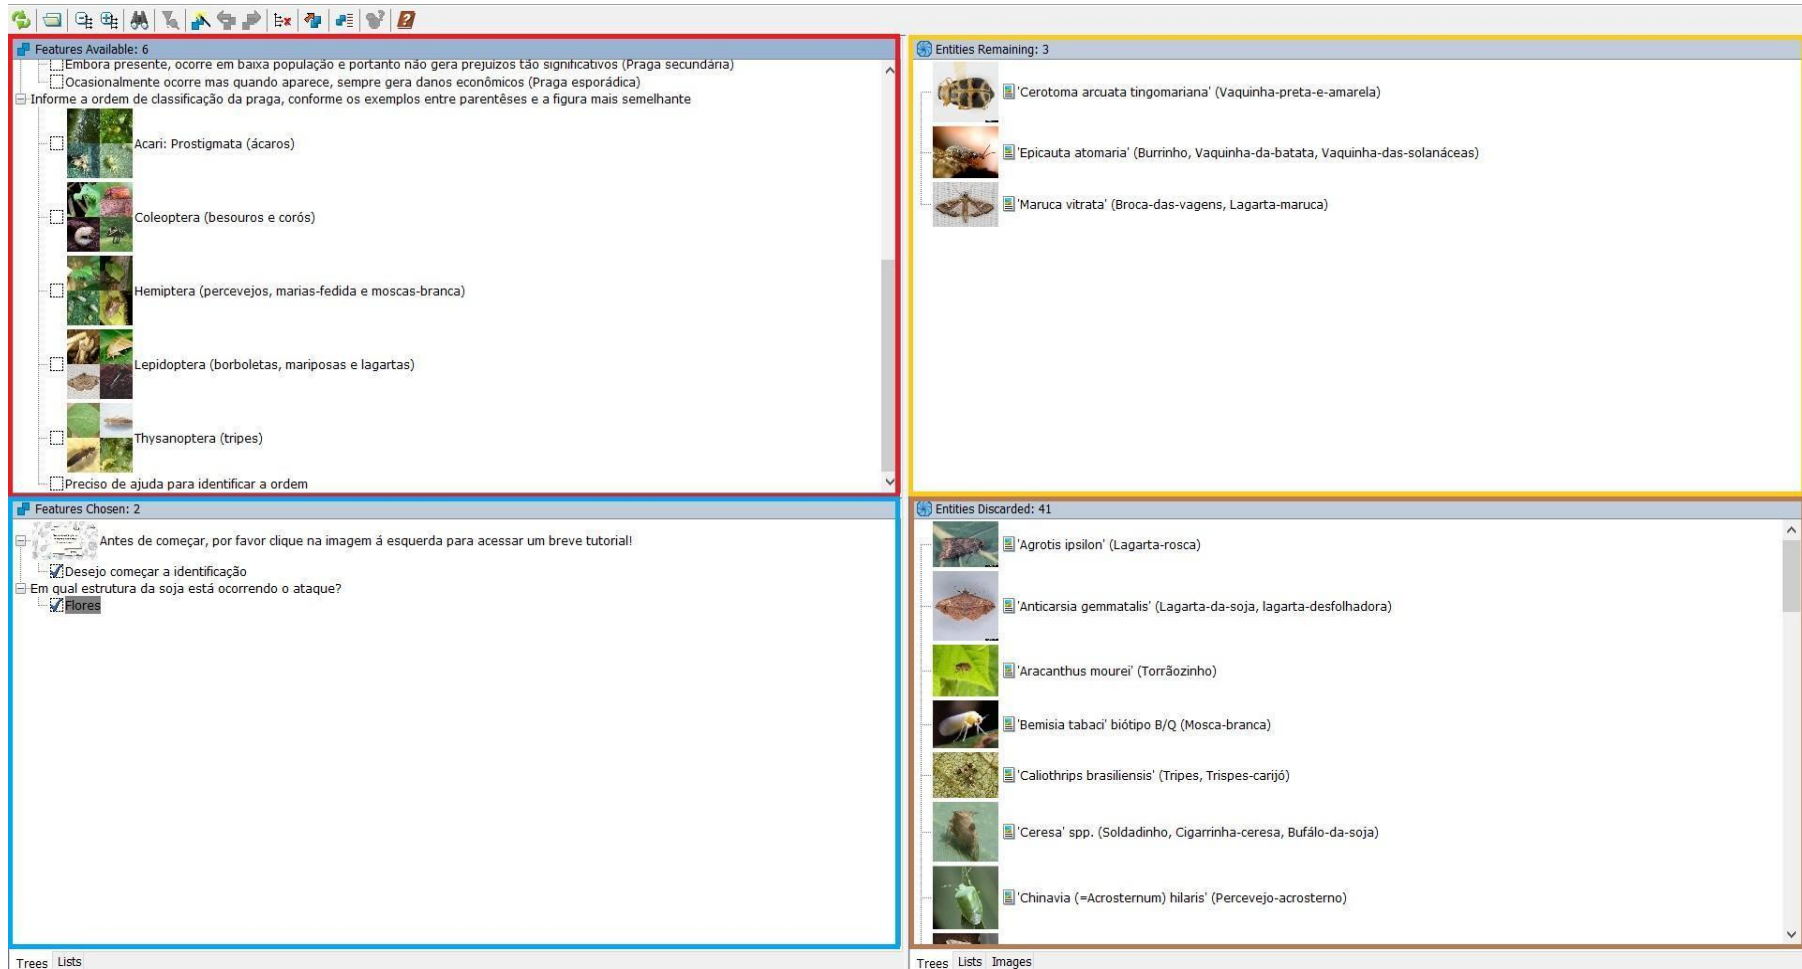 Features Available: 6
Embora presente, ocorre em baixa população e portanto não gera prejuízos tão significativos (Praga secundária)
Ocasionalmente ocorre mas quando aparece, sempre gera danos econômicos (Praga esporádica)
Informe a ordem de classificação da praga, conforme os exemplos entre parentêses e a figura mais semelhante
Acari: Prostigmata (ácaros)
Coleoptera (besouros e corós)
Hemiptera (percevejos, marias-fedida e moscas-branca)
Lepidoptera (borboletas, mariposas e lagartas)
Thysanoptera (tripes)
Preciso de ajuda para identificar a ordem
Entities Remaining: 3
'Cerotoma arcuata tingomariana' (Vaquinha-preta-e-amarela)
'Epicauta atomaria' (Burrinho, Vaquinha-da-batata, Vaquinha-das-solanáceas)
'Maruca vitrata' (Broca-das-vagens, Lagarta-maruca)
Features Chosen: 2
Antes de começar, por favor clique na imagem á esquerda para acessar um breve tutorial!
Desejo começar a identificação
Em qual estrutura da soja está ocorrendo o ataque?
Flores
Entities Discarded: 41
'Agrotis ipsilon' (Lagarta-rosca)
'Anticarsia gemmatalis' (Lagarta-da-soja, lagarta-desfolhadora)
'Aracanthus mourei' (Torrãozinho)
'Bemisia tabaci' biótipo B/Q (Mosca-branca)
'Caliothrips brasiliensis' (Tripes, Trispes-carijó)
'Ceresa' spp. (Soldadinho, Cigarrinha-ceresa, Bufálo-da-soja)
'Chinavia (=Acrosternum) hilaris' (Percevejo-acrosterno)
Trees Lists
Trees Lists Images